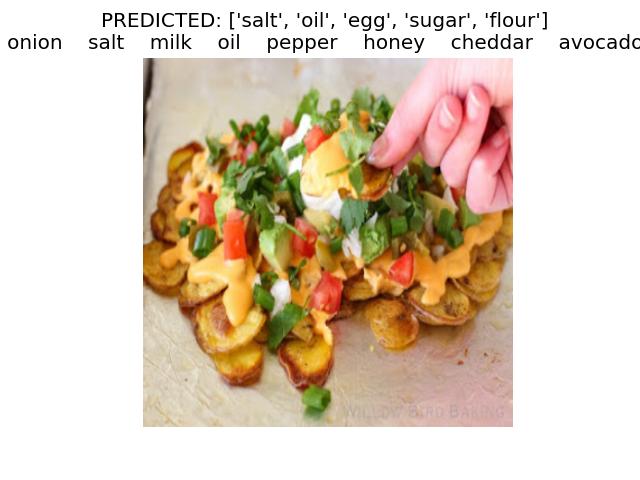 PREDICTED: ['salt', 'oil', 'egg', 'sugar', 'flour']
onion salt milk oil pepper honey cheddar avocado
WILLOW BIRD BAKING